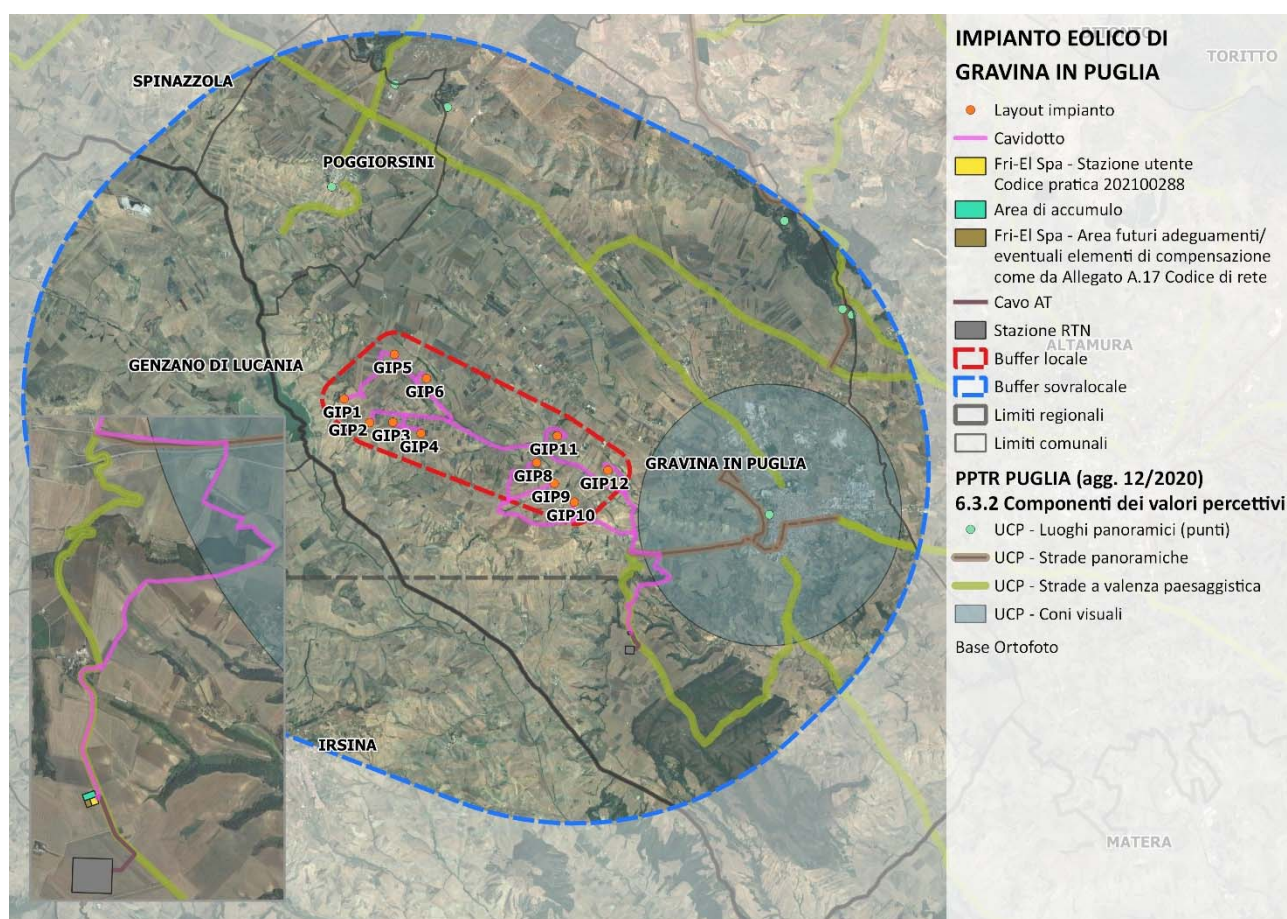 SPINAZZOLA
POGGIORSINI
GENZANO DI LUCANIA
GIP5
GIP6
GIP1
GIP2
GIP3
GIP4
GIP11
GIP8
GIP12
GIP9
GIP10
GRAVINA IN PUGLIA
IRSINA
IMPIANTO EOLICO DI
GRAVINA IN PUGLIA
BITONTO
TORITTO
Layout impianto
Cavidotto
Fri-El Spa - Stazione utente
Codice pratica 202100288
Area di accumulo
Fri-El Spa - Area futuri adeguamenti/
eventuali elementi di compensazione
come da Allegato A.17 Codice di rete
Cavo AT
Stazione RTN
ALTAMURA
Buffer locale
Buffer sovralocale
Limiti regionali
Limiti comunali
PPTR PUGLIA (agg. 12/2020)
6.3.2 Componenti dei valori percettivi
UCP - Luoghi panoramici (punti)
UCP - Strade panoramiche
UCP - Strade a valenza paesaggistica
UCP - Coni visuali
Base Ortofoto
MATERA